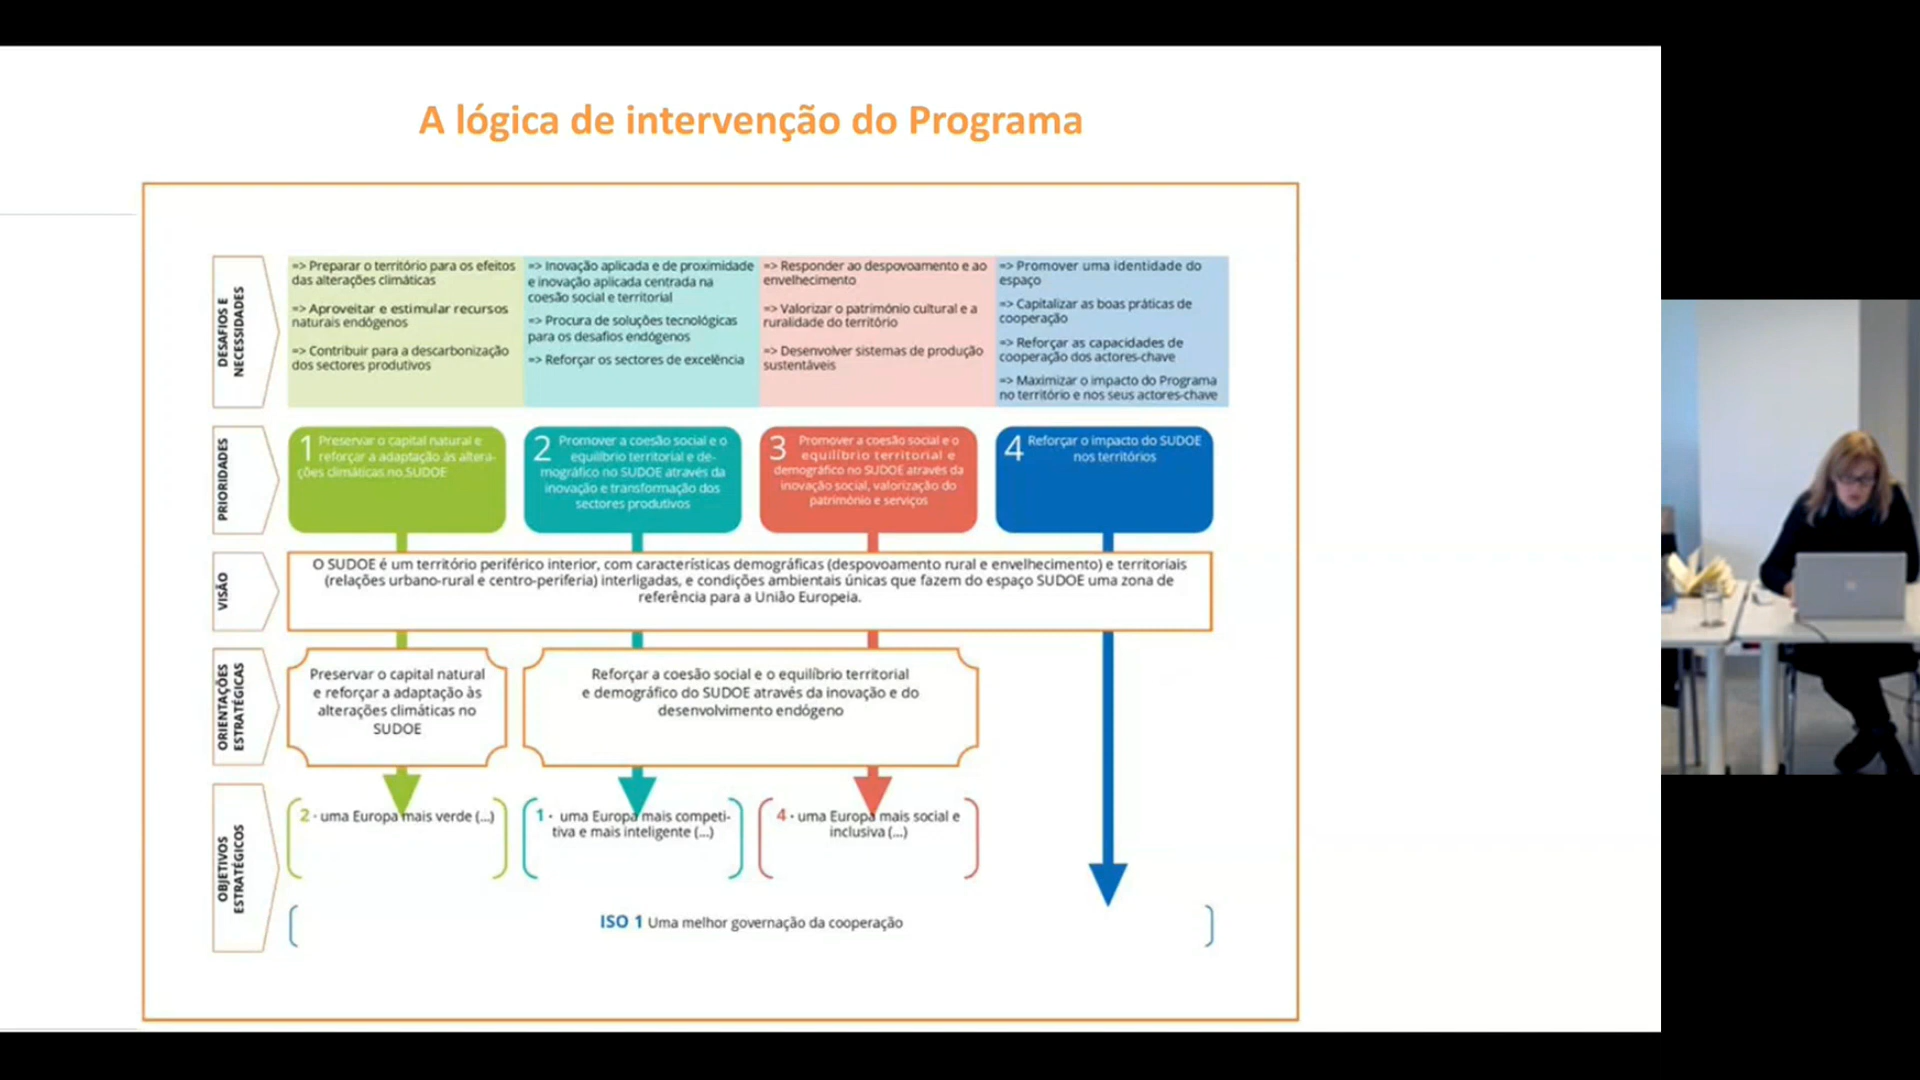 A lógica de intervenção do Programa
DESAFIOS E
NECESSIDADES
=> Preparar o território para os efeitos
das alterações climáticas
=> Aproveitar e estimular recursos
naturais endógenos
=> Contribuir para a descarbonização
dos sectores produtivos
=> Inovação aplicada e de proximidade
e inovação aplicada centrada na
coesão social e territorial
=> Procura de soluções tecnológicas
para os desafios endógenos
=> Reforçar os sectores de excelência
=> Responder ao despovoamento e ao
envelhecimento
=> Valorizar o património cultural e a
ruralidade do território
=> Desenvolver sistemas de produção
sustentáveis
=> Promover uma identidade do
espaço
=> Capitalizar as boas práticas de
cooperação
=> Reforçar as capacidades de
cooperação dos actores-chave
=> Maximizar o impacto do Programa
no território e nos seus actores-chave
PRIORIDADES
1 Preservar o capital natural e
reforçar a adaptação às altera-
ções climáticas no SUDOE
2 Promover a coesão social e o
equilíbrio territorial e de-
mográfico no SUDOE através da
inovação e transformação dos
sectores produtivos
3 Promover a coesão social e o
equilíbrio territorial e
demográfico no SUDOE através da
inovação social, valorização do
património e serviços
4 Reforçar o impacto do SUDOE
nos territórios
VISÃO
O SUDOE é um território periférico interior, com características demográficas (despovoamento rural e envelhecimento) e territoriais
(relações urbano-rural e centro-periferia) interligadas, e condições ambientais únicas que fazem do espaço SUDOE uma zona de
referência para a União Europeia.
ORIENTAÇÕES
ESTRATÉGICAS
Preservar o capital natural
e reforçar a adaptação às
alterações climáticas no
SUDOE
Reforçar a coesão social e o equilíbrio territorial
e demográfico do SUDOE através da inovação e do
desenvolvimento endógeno
OBJETIVOS
ESTRATÉGICOS
2 - uma Europa mais verde (...)
1 - uma Europa mais competi-
tiva e mais inteligente (...)
4 - uma Europa mais social e
inclusiva (...)
ISO 1 Uma melhor governação da cooperação